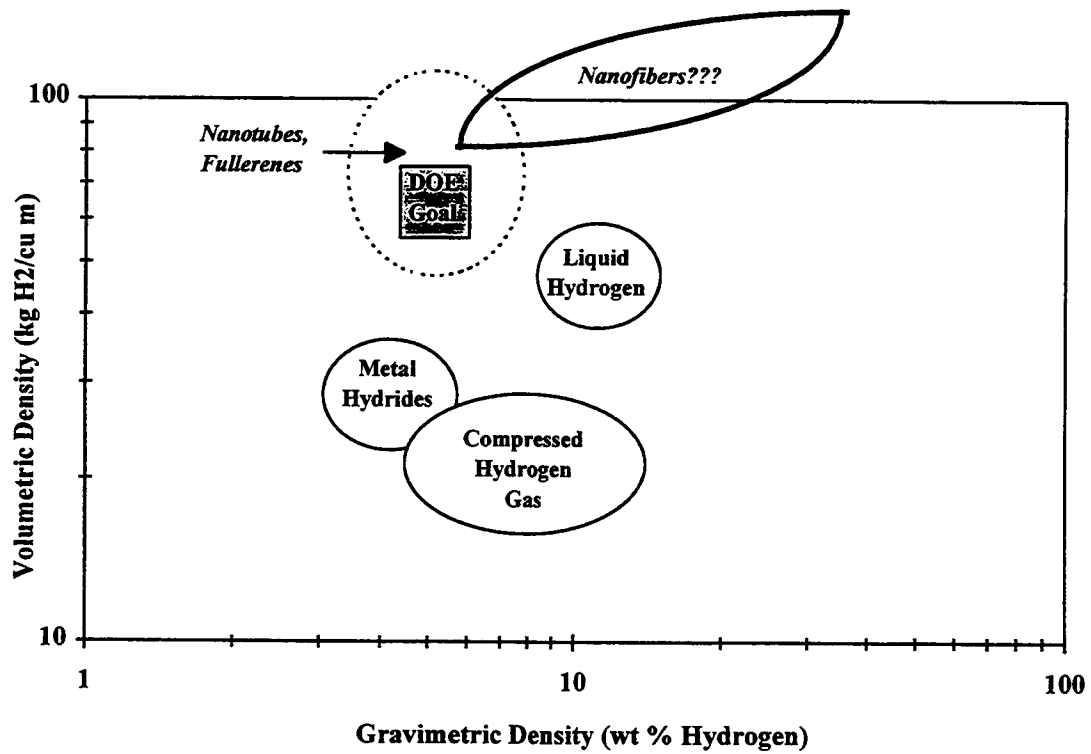 Nanofibers???
100
Nanotubes,
Fullerenes
DOE
Goal
Liquid
Hydrogen
Metal
Hydrides
Compressed
Hydrogen
Gas
Volumetric Density (kg H2/cu m)
10
1
10
100
Gravimetric Density (wt % Hydrogen)